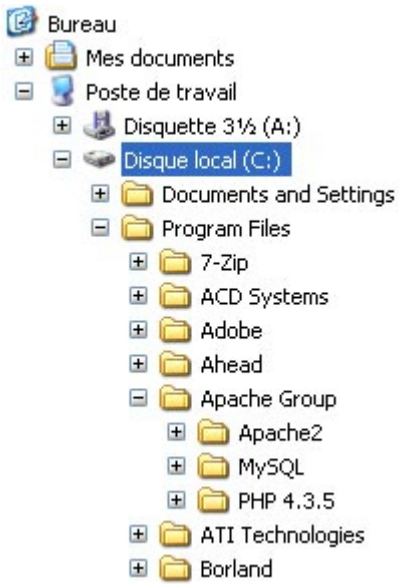 Bureau
Mes documents
Poste de travail
Disquette 3½ (A:)
Disque local (C:)
Documents and Settings
Program Files
7-Zip
ACD Systems
Adobe
Ahead
Apache Group
Apache2
MySQL
PHP 4.3.5
ATI Technologies
Borland